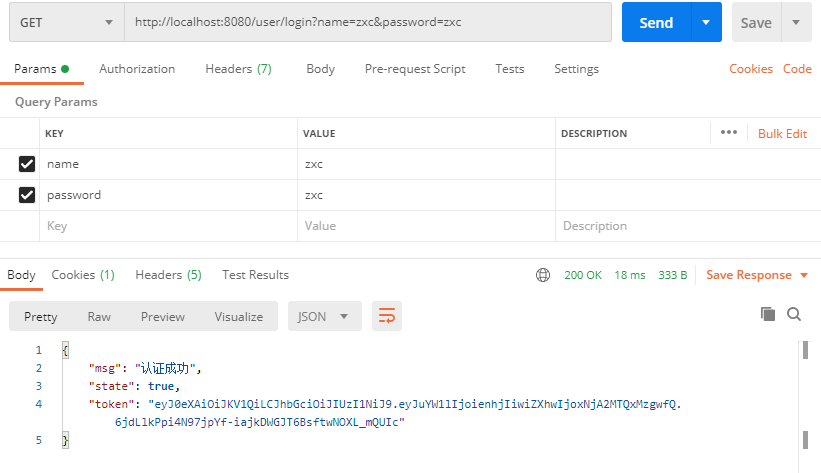 GET http://localhost:8080/user/login?name=zxc&password=zxc Send Save
Params Authorization Headers (7) Body Pre-request Script Tests Settings Cookies Code
Query Params
KEY VALUE DESCRIPTION ••• Bulk Edit
name zxc
password zxc
Key Value Description
Body Cookies (1) Headers (5) Test Results 200 OK 18 ms 333 B Save Response
Pretty Raw Preview Visualize JSON
1 {
2 "msg": "认证成功",
3 "state": true,
4 "token": "eyJ0eXAiOiJKV1QiLCJhbGciOiJIUzI1NiJ9.eyJuYW1lIjoienhjIiwiZXhwIjoxNjA2MTQxMzgwfQ.
6jdLlkPpi4N97jpYf-iajkDWGJT6BsftwNOXL_mQUIc"
5 }